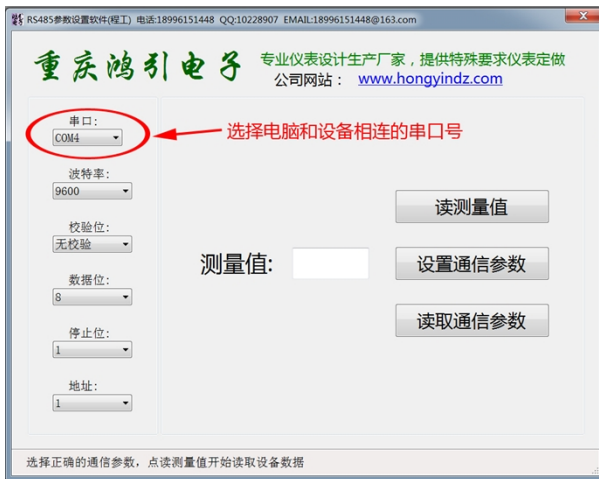 RS485参数设置软件(程工) 电话:18996151448 QQ:10228907 EMAIL:18996151448@163.com
重庆鸿引电子
专业仪表设计生产厂家，提供特殊要求仪表定做
公司网站： www.hongyindz.com
串口:
COM4
选择电脑和设备相连的串口号
波特率:
9600
读测量值
校验位:
无校验
测量值:
设置通信参数
数据位:
8
读取通信参数
停止位:
1
地址:
1
选择正确的通信参数，点读测量值开始读取设备数据